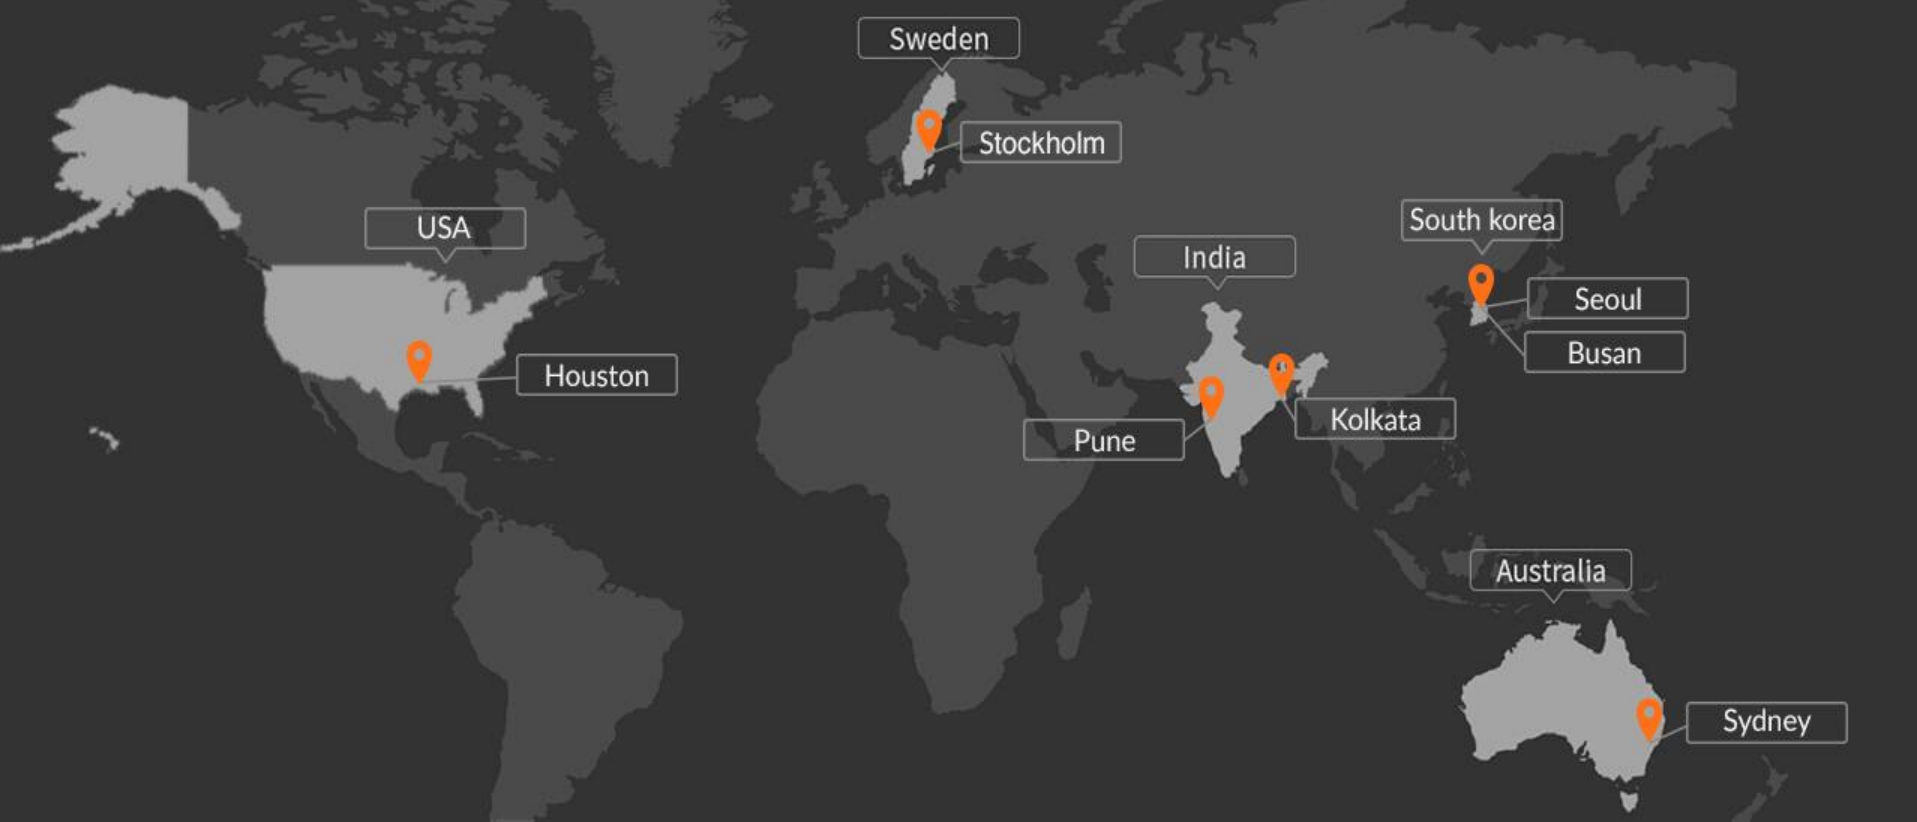 Sweden
Stockholm
South korea
USA
India
Seoul
Busan
Houston
Kolkata
Pune
Australia
Sydney